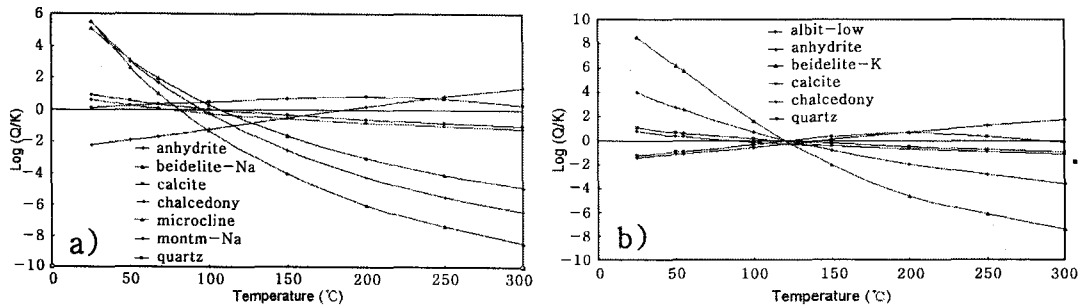 6
4
2
0
-2
-4
-6
-8
-10
Log (Q/K)
anhydrite
beidelite-Na
calcite
chalcedony
microcline
montm-Na
quartz
a)
0 50 100 150 200 250 300
Temperature (℃)
10
8
6
4
2
0
-2
-4
-6
-8
-10
Log (Q/K)
albit-low
anhydrite
beidelite-K
calcite
chalcedony
quartz
b)
0 50 100 150 200 250 300
Temperature (℃)